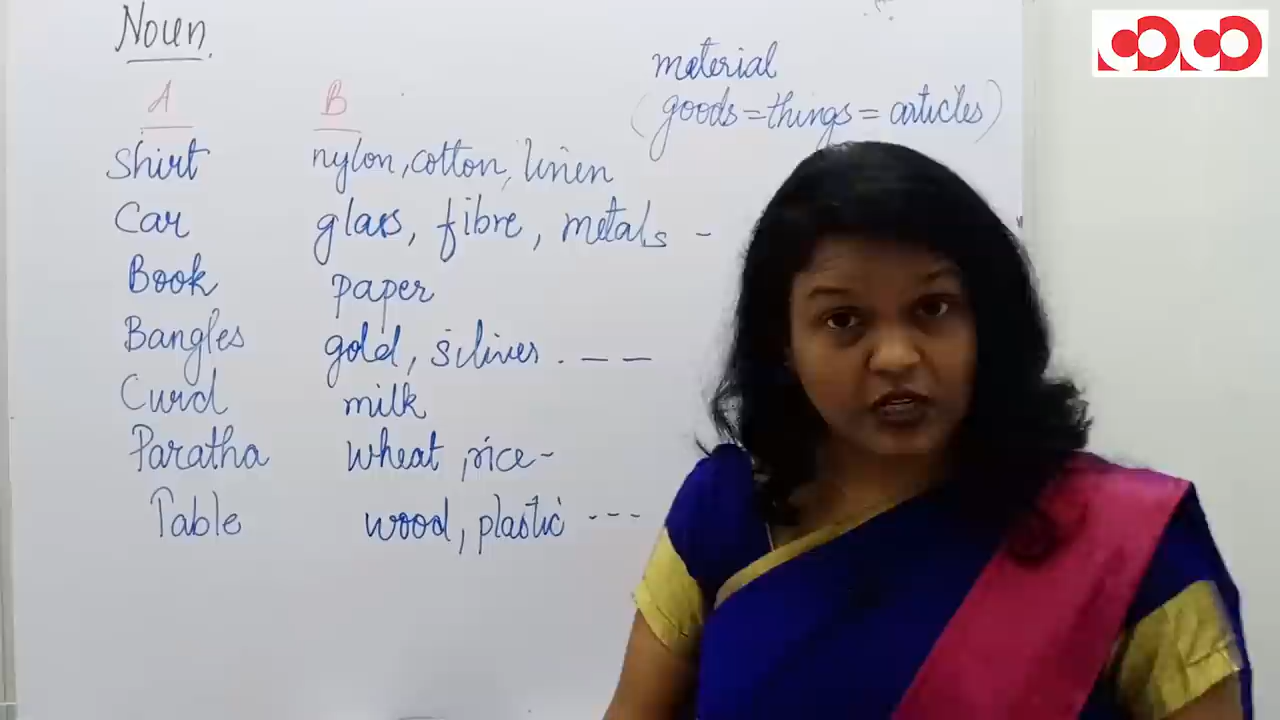 Noun.
A B
material
(goods = things = articles)
Shirt nylon, cotton, linen
Car glass, fibre, metals -
Book paper
Bangles gold, siliver . - -
Curd milk
Paratha wheat, rice -
Table wood, plastic - - -